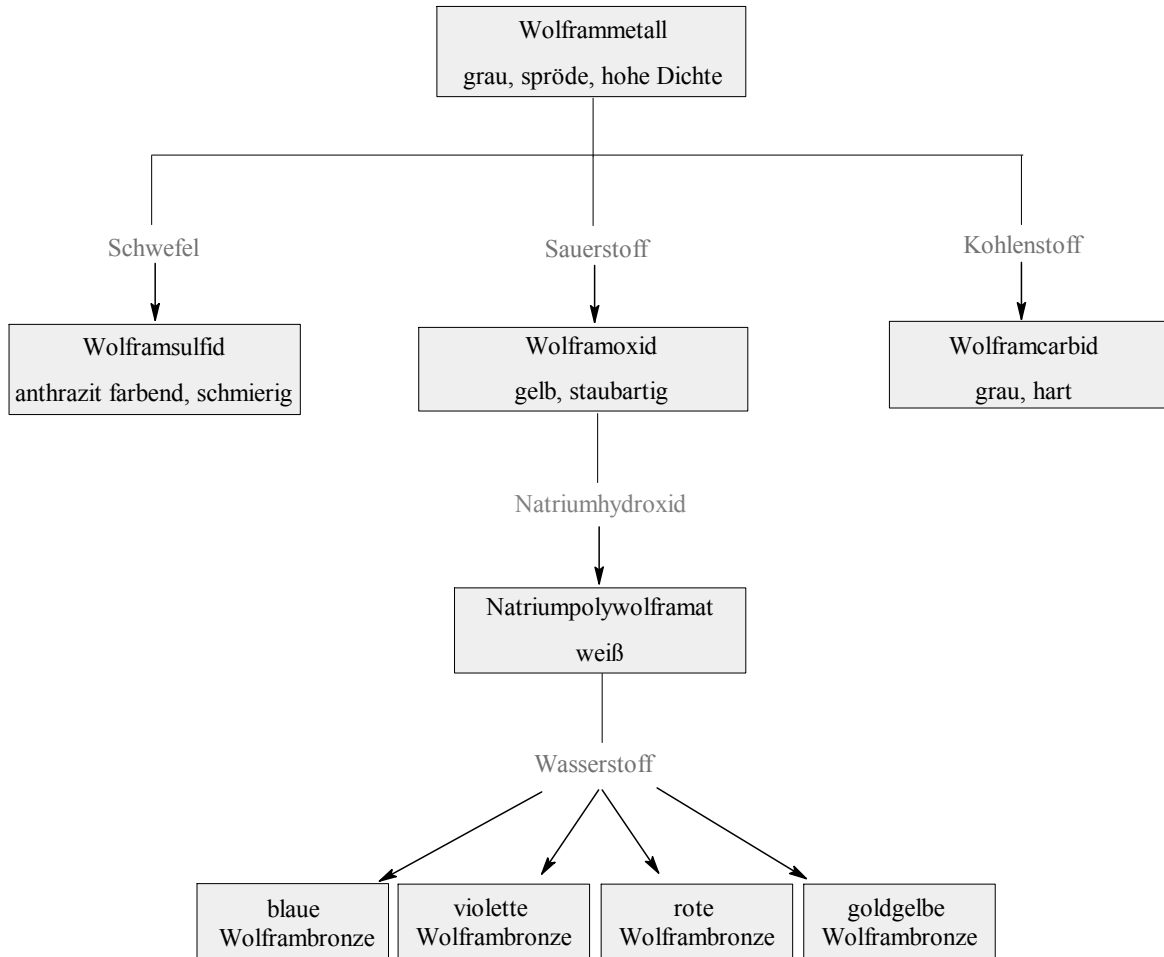 Wolframmetall
grau, spröde, hohe Dichte
Schwefel
Sauerstoff
Kohlenstoff
Wolframsulfid
anthrazit farbend, schmierig
Wolframoxid
gelb, staubartig
Wolframcarbid
grau, hart
Natriumhydroxid
Natriumpolywolframat
weiß
Wasserstoff
blaue
Wolframbronze
violette
Wolframbronze
rote
Wolframbronze
goldgelbe
Wolframbronze